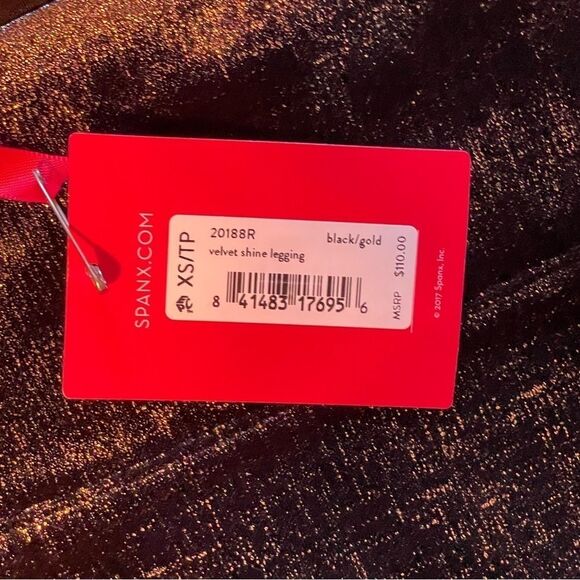 SPANX.COM
XS/TP
20188R
black/gold
velvet shine legging
8 41483 17695 6
MSRP $110.00
© 2017 Spanx, Inc.